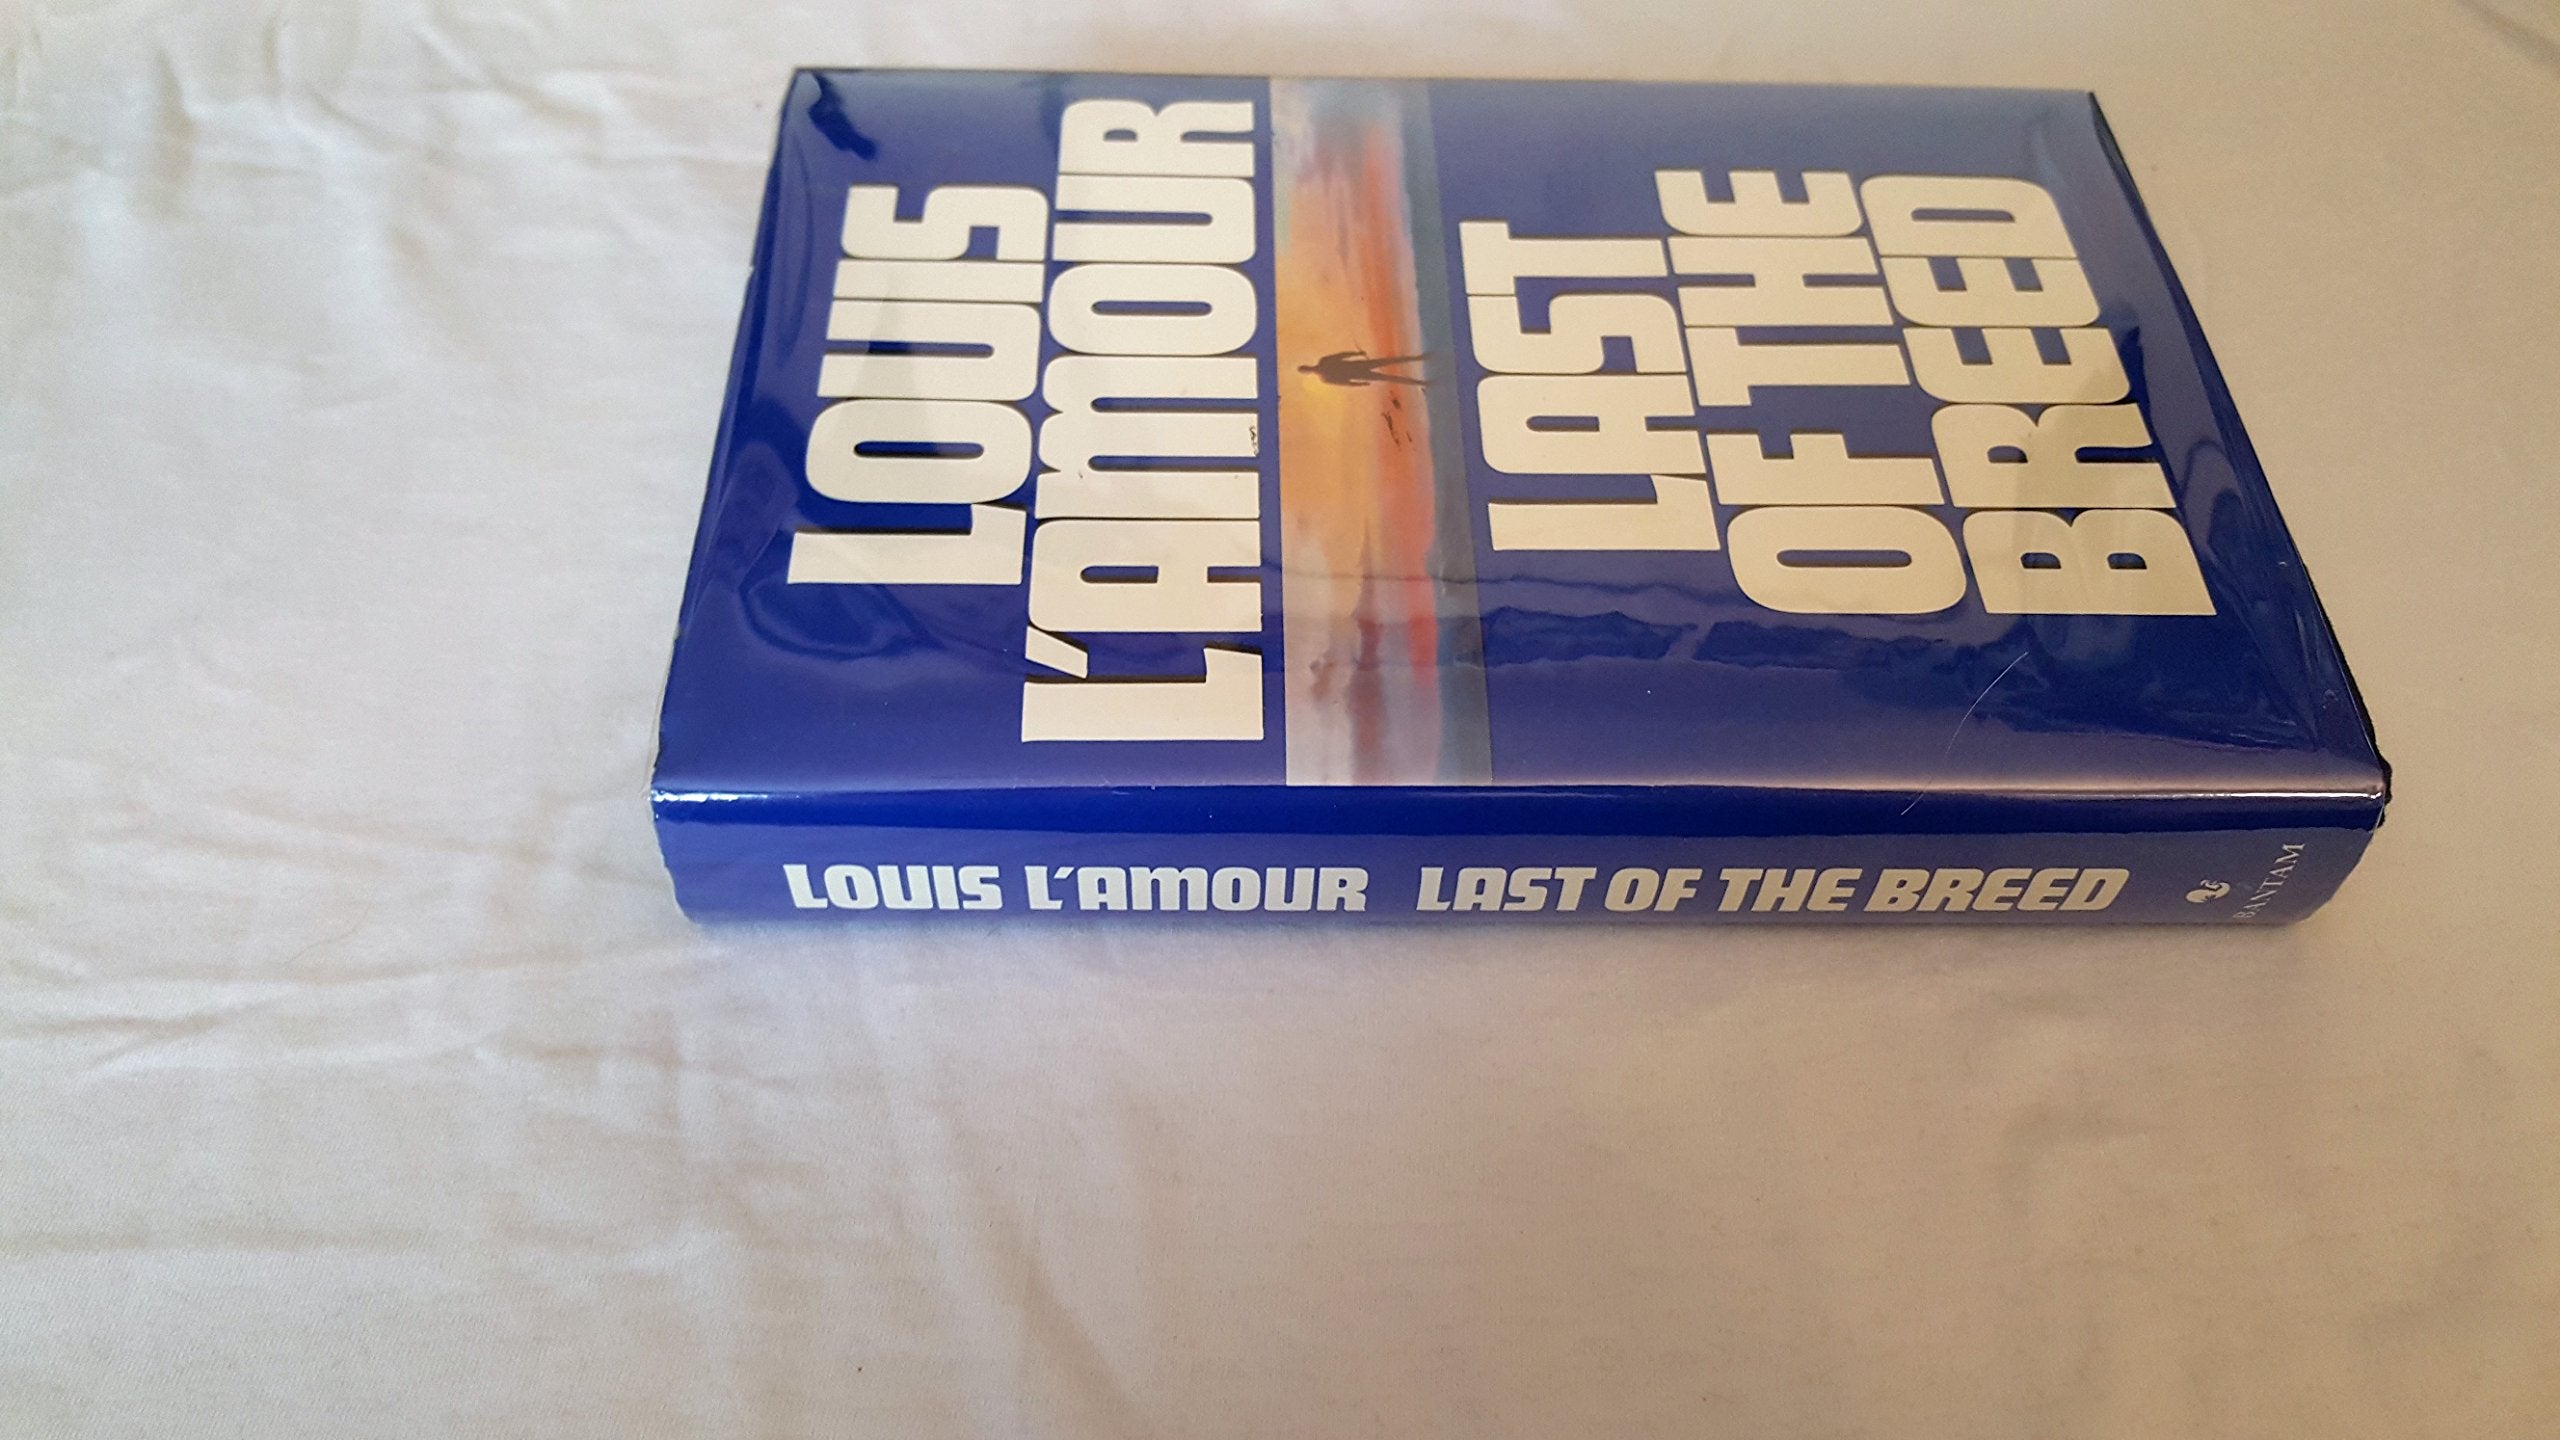 LOUIS
L'AMOUR
LAST
OF THE
BREED
LOUIS L'AMOUR LAST OF THE BREED
BANTAM